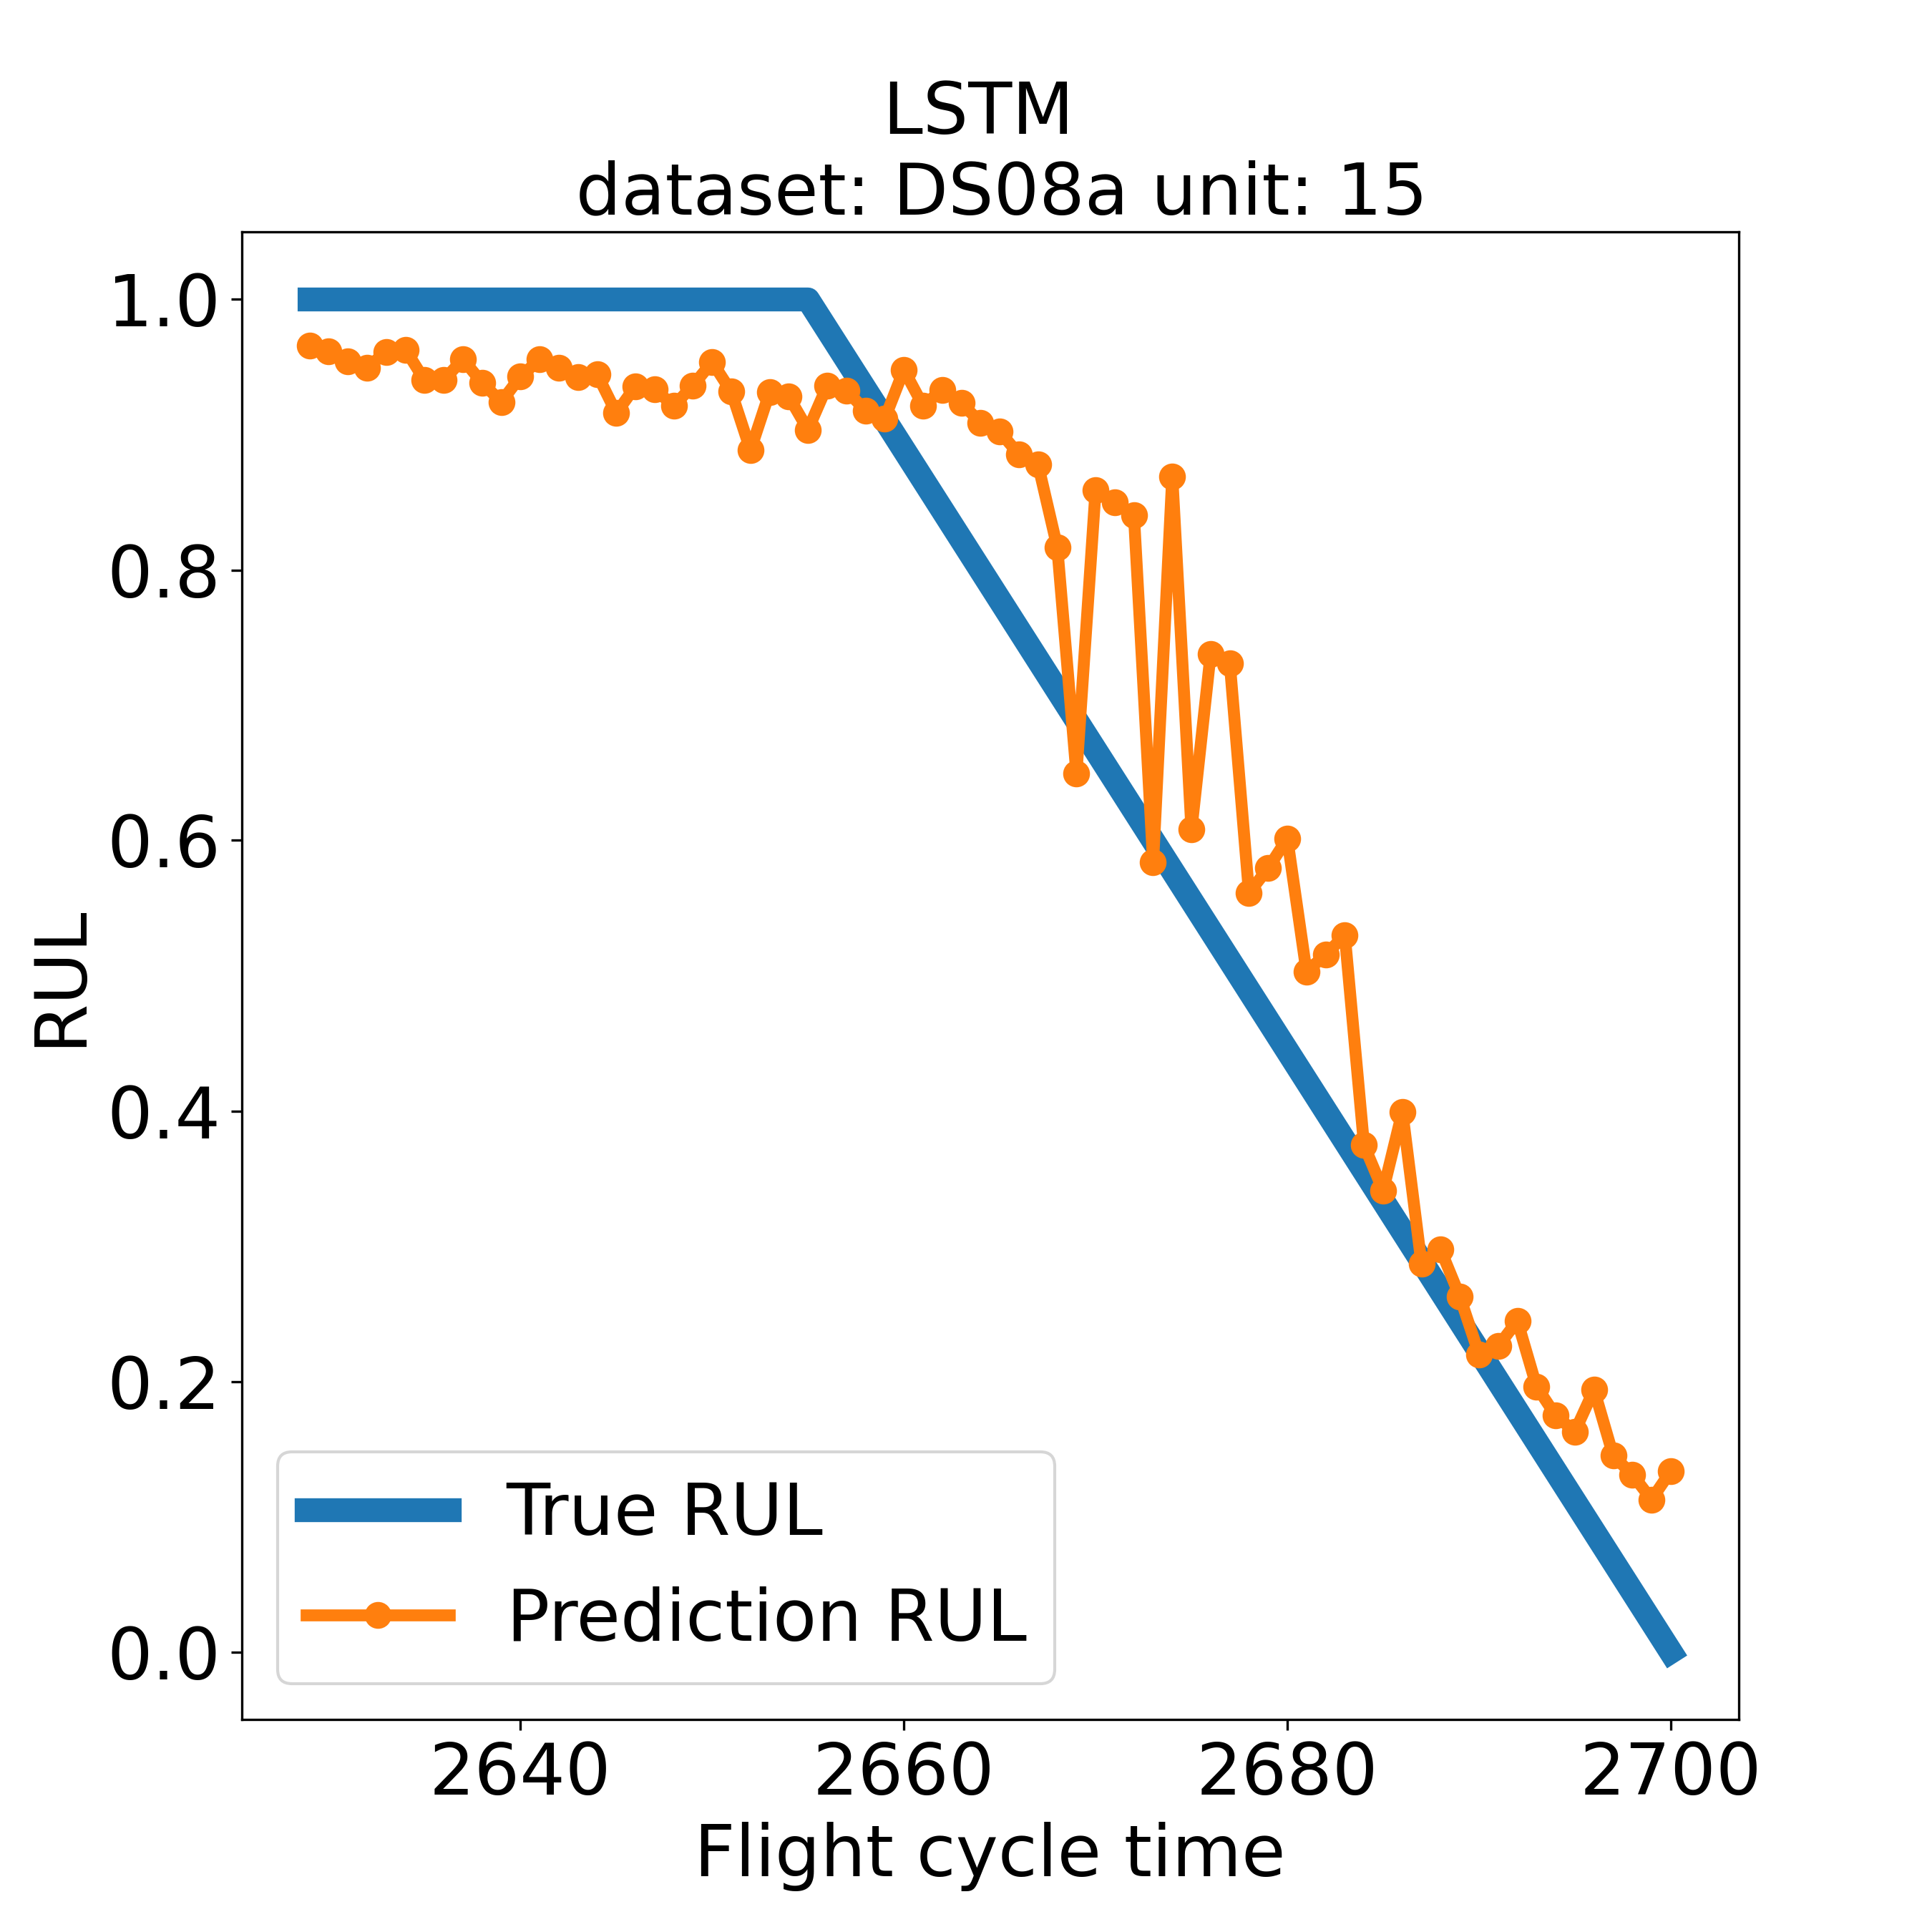 LSTM
dataset: DS08a unit: 15
1.0
0.8
0.6
0.4
0.2
0.0
RUL
True RUL
Prediction RUL
2640 2660 2680 2700
Flight cycle time